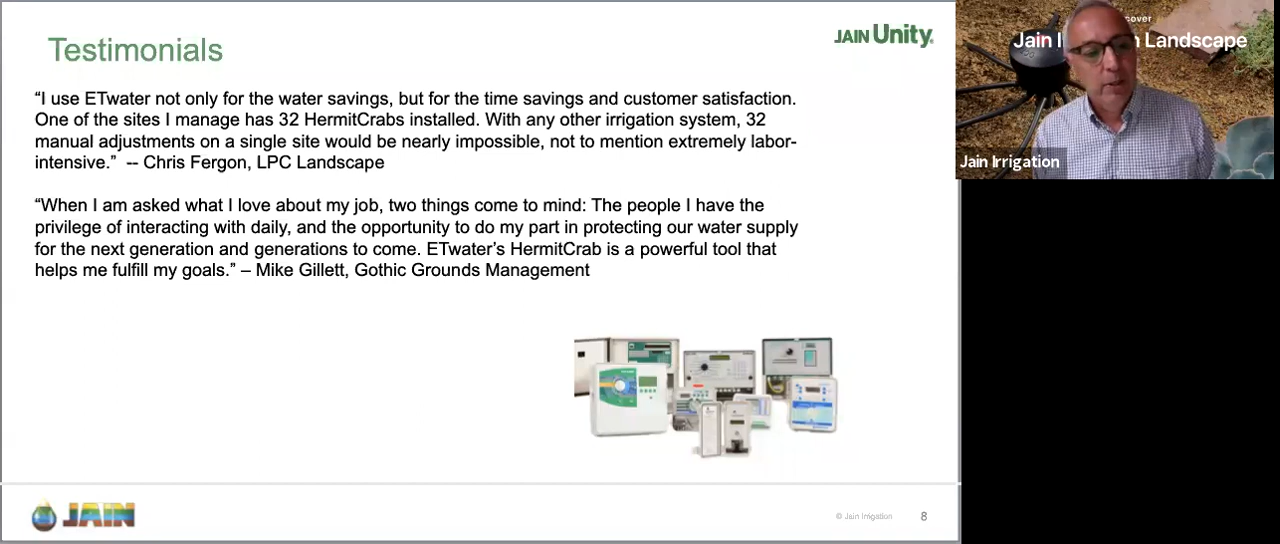 Testimonials
JAIN Unity
“I use ETwater not only for the water savings, but for the time savings and customer satisfaction.
One of the sites I manage has 32 HermitCrabs installed. With any other irrigation system, 32
manual adjustments on a single site would be nearly impossible, not to mention extremely labor-
intensive.” -- Chris Fergon, LPC Landscape
“When I am asked what I love about my job, two things come to mind: The people I have the
privilege of interacting with daily, and the opportunity to do my part in protecting our water supply
for the next generation and generations to come. ETwater’s HermitCrab is a powerful tool that
helps me fulfill my goals.” – Mike Gillett, Gothic Grounds Management
JAIN
© Jain Irrigation
8
Jain Landscape
Jain Irrigation